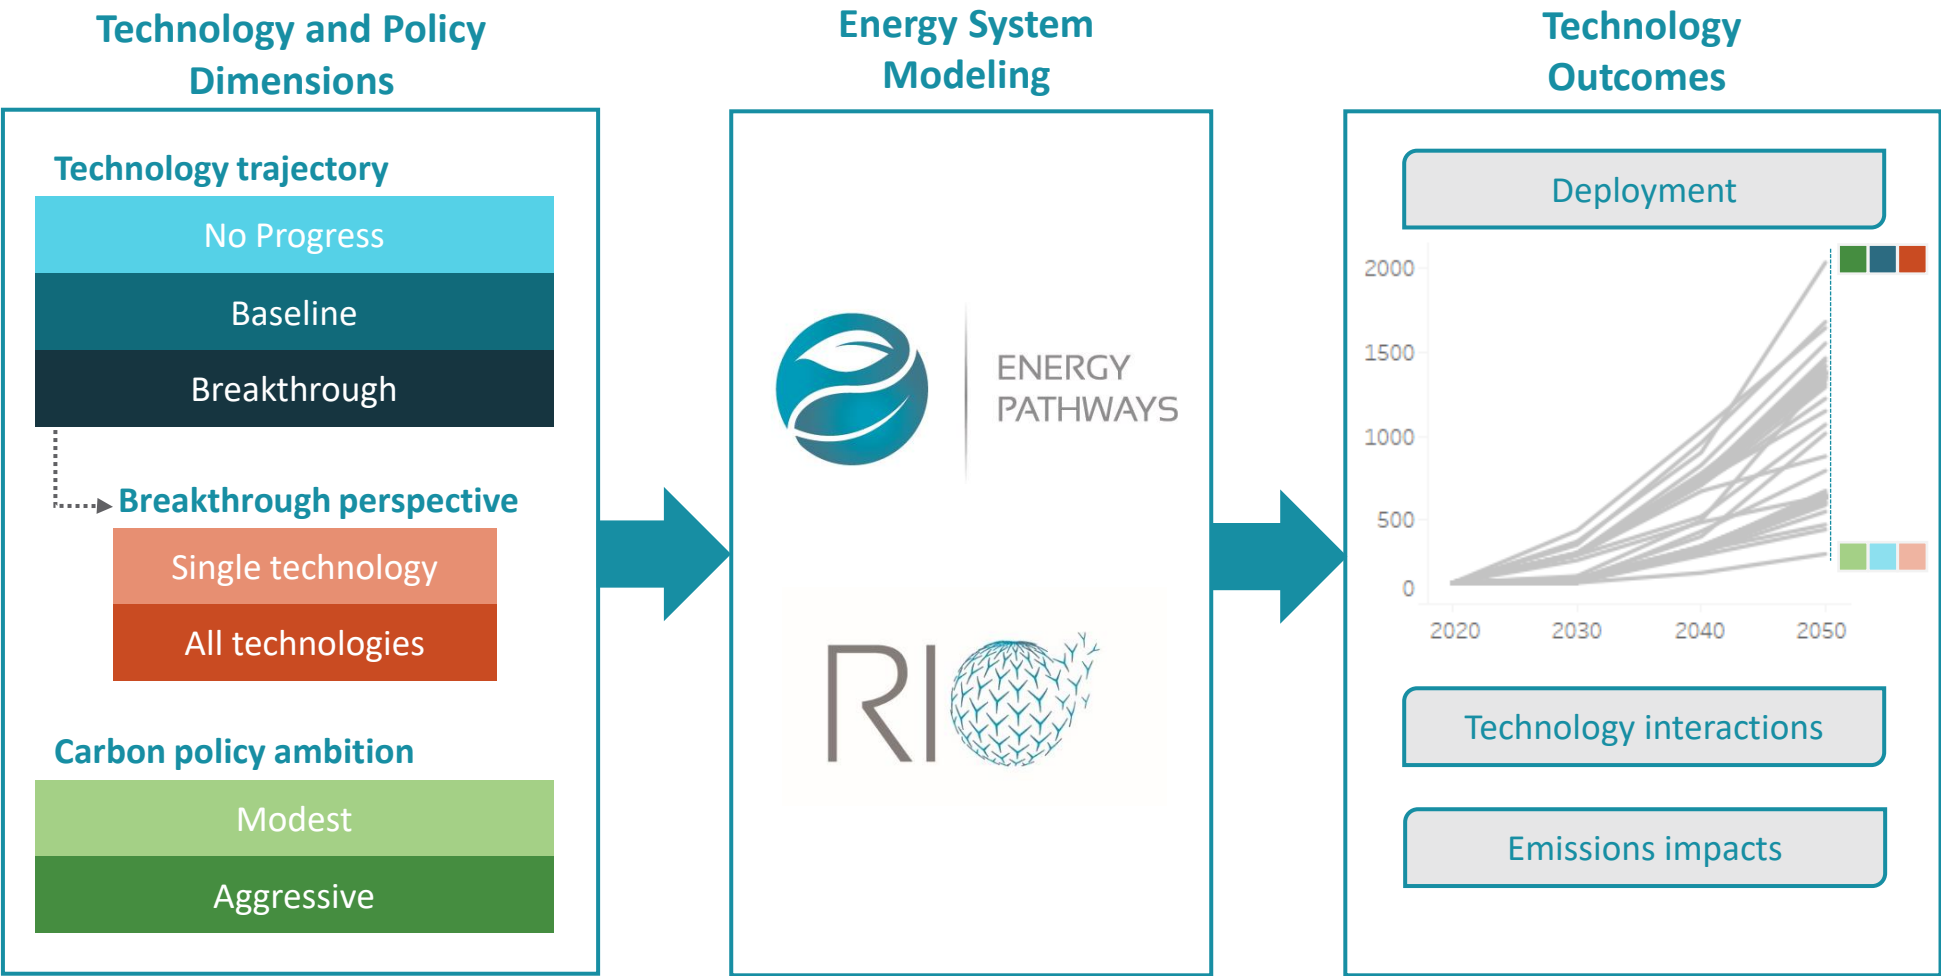 Technology and Policy
Dimensions
Technology trajectory
No Progress
Baseline
Breakthrough
Breakthrough perspective
Single technology
All technologies
Carbon policy ambition
Modest
Aggressive
Energy System
Modeling
ENERGY
PATHWAYS
RIO
Technology
Outcomes
Deployment
2000
1500
1000
500
0
2020 2030 2040 2050
Technology interactions
Emissions impacts